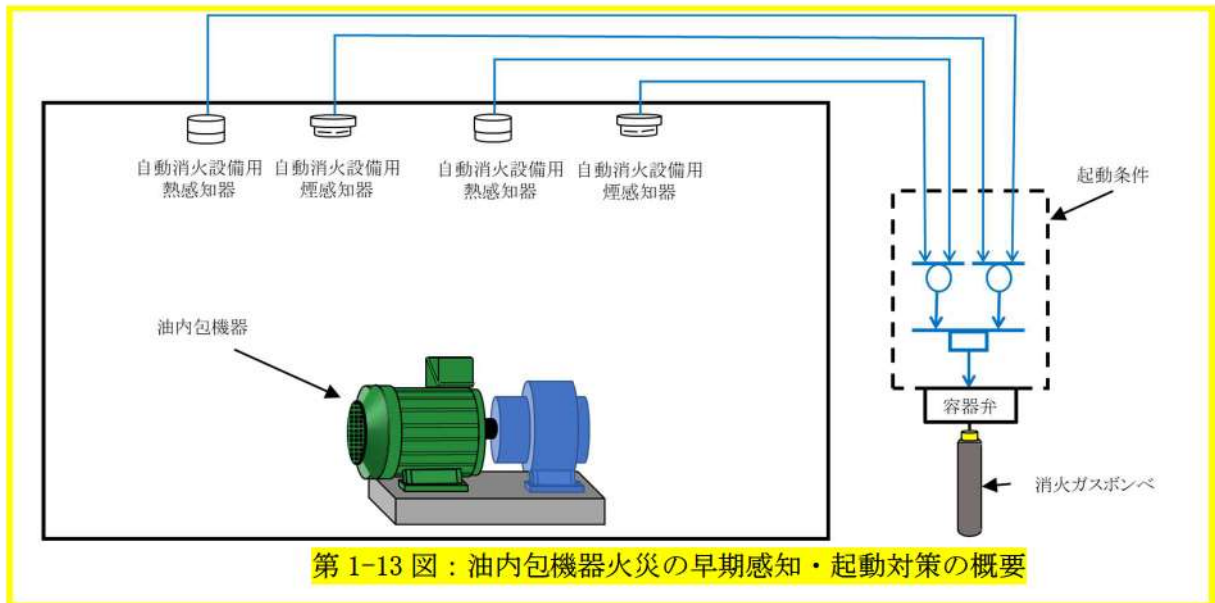 自動消火設備用
熱感知器
自動消火設備用
煙感知器
自動消火設備用
熱感知器
自動消火設備用
煙感知器
起動条件
油内包機器
容器弁
消火ガスボンベ
第 1-13 図：油内包機器火災の早期感知・起動対策の概要